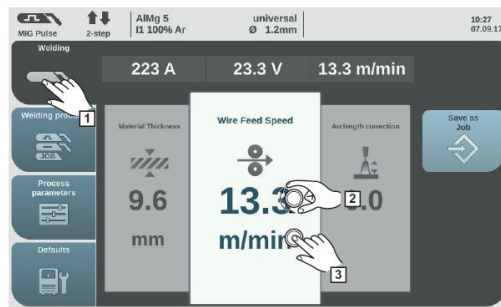 MIG Pulse
2-step
AlMg 5
I1 100% Ar
universal
Ø 1.2mm
10:27
07.09.17
Welding
223 A
23.3 V
13.3 m/min
1
JOB
Material Thickness
9.6
mm
Wire Feed Speed
13.3
m/min
2
3
Arclength correction
Save as
Job
Process
parameters
Defaults